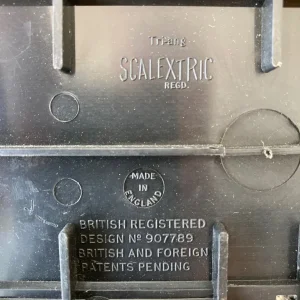 Tri-ang
SCALEXTRIC
REGD.
MADE
IN
ENGLAND
BRITISH REGISTERED
DESIGN Nº 907789
BRITISH AND FOREIGN
PATENTS PENDING